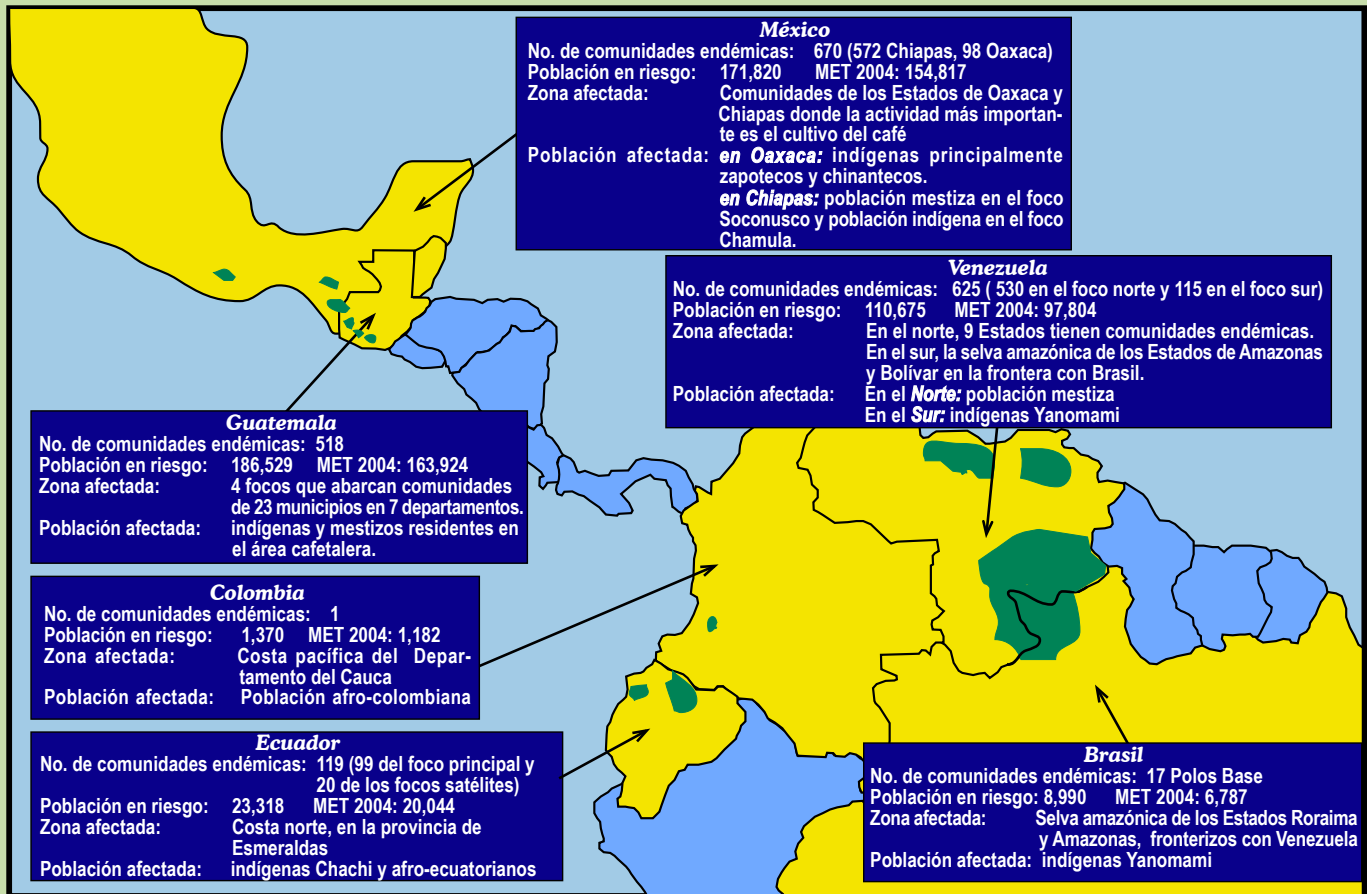 México
No. de comunidades endémicas: 670 (572 Chiapas, 98 Oaxaca)
Población en riesgo: 171,820 MET 2004: 154,817
Zona afectada: Comunidades de los Estados de Oaxaca y
Chiapas donde la actividad más importan-
te es el cultivo del café
Población afectada: en Oaxaca: indígenas principalmente
zapotecos y chinantecos.
en Chiapas: población mestiza en el foco
Soconusco y población indígena en el foco
Chamula.
Venezuela
No. de comunidades endémicas: 625 ( 530 en el foco norte y 115 en el foco sur)
Población en riesgo: 110,675 MET 2004: 97,804
Zona afectada: En el norte, 9 Estados tienen comunidades endémicas.
En el sur, la selva amazónica de los Estados de Amazonas
y Bolívar en la frontera con Brasil.
Población afectada: En el Norte: población mestiza
En el Sur: indígenas Yanomami
Guatemala
No. de comunidades endémicas: 518
Población en riesgo: 186,529 MET 2004: 163,924
Zona afectada: 4 focos que abarcan comunidades
de 23 municipios en 7 departamentos.
Población afectada: indígenas y mestizos residentes en
el área cafetalera.
Colombia
No. de comunidades endémicas: 1
Población en riesgo: 1,370 MET 2004: 1,182
Zona afectada: Costa pacífica del Depar-
tamento del Cauca
Población afectada: Población afro-colombiana
Ecuador
No. de comunidades endémicas: 119 (99 del foco principal y
20 de los focos satélites)
Población en riesgo: 23,318 MET 2004: 20,044
Zona afectada: Costa norte, en la provincia de
Esmeraldas
Población afectada: indígenas Chachi y afro-ecuatorianos
Brasil
No. de comunidades endémicas: 17 Polos Base
Población en riesgo: 8,990 MET 2004: 6,787
Zona afectada: Selva amazónica de los Estados Roraima
y Amazonas, fronterizos con Venezuela
Población afectada: indígenas Yanomami